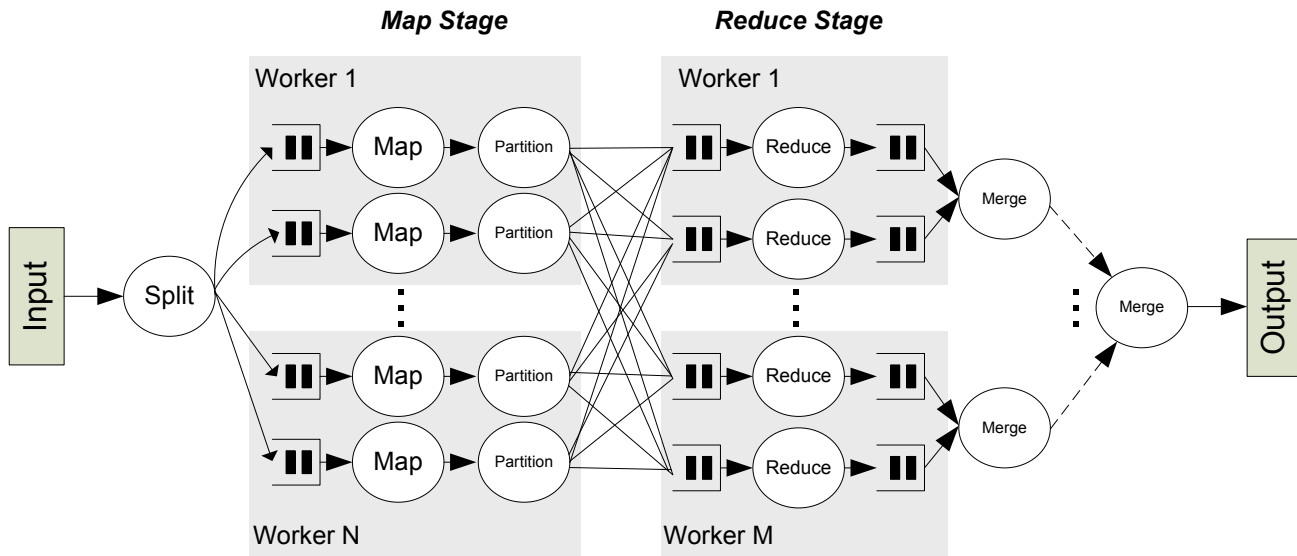 Map Stage
Reduce Stage
Worker 1
Worker 1
Map
Partition
Reduce
Merge
Map
Partition
Reduce
Input
Split
Merge
Output
Map
Partition
Reduce
Merge
Map
Partition
Reduce
Worker N
Worker M